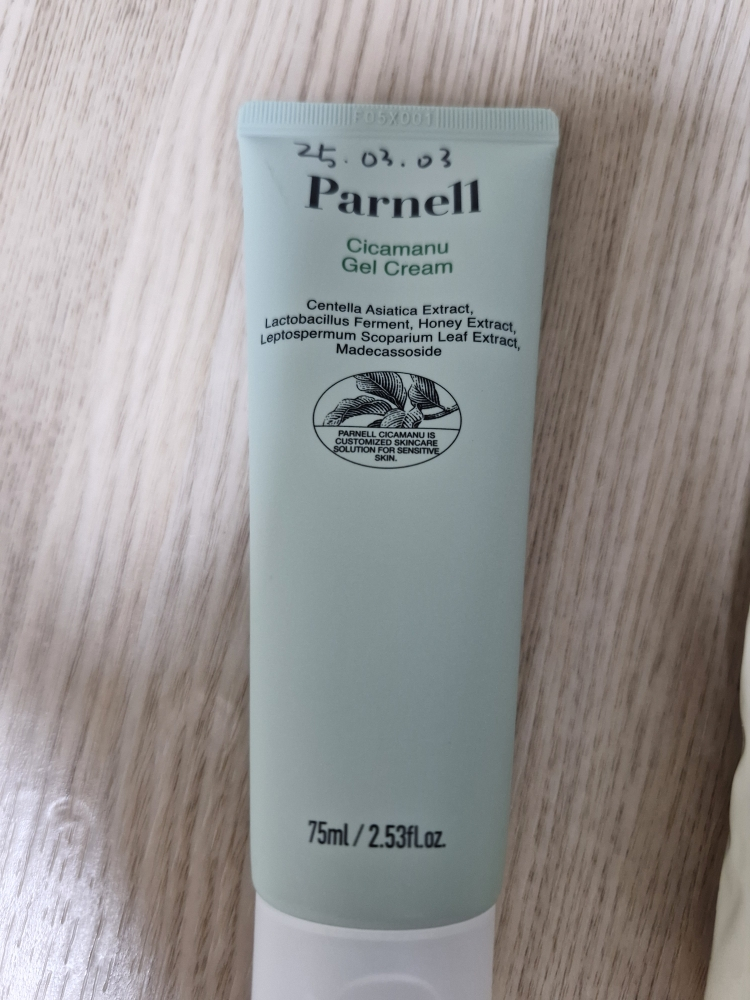 F05X001
25.03.03
Parnell
Cicamanu
Gel Cream
Centella Asiatica Extract,
Lactobacillus Ferment, Honey Extract,
Leptospermum Scoparium Leaf Extract,
Madecassoside
PARNELL CICAMANU IS
CUSTOMIZED SKINCARE
SOLUTION FOR SENSITIVE
SKIN.
75ml / 2.53fl.oz.